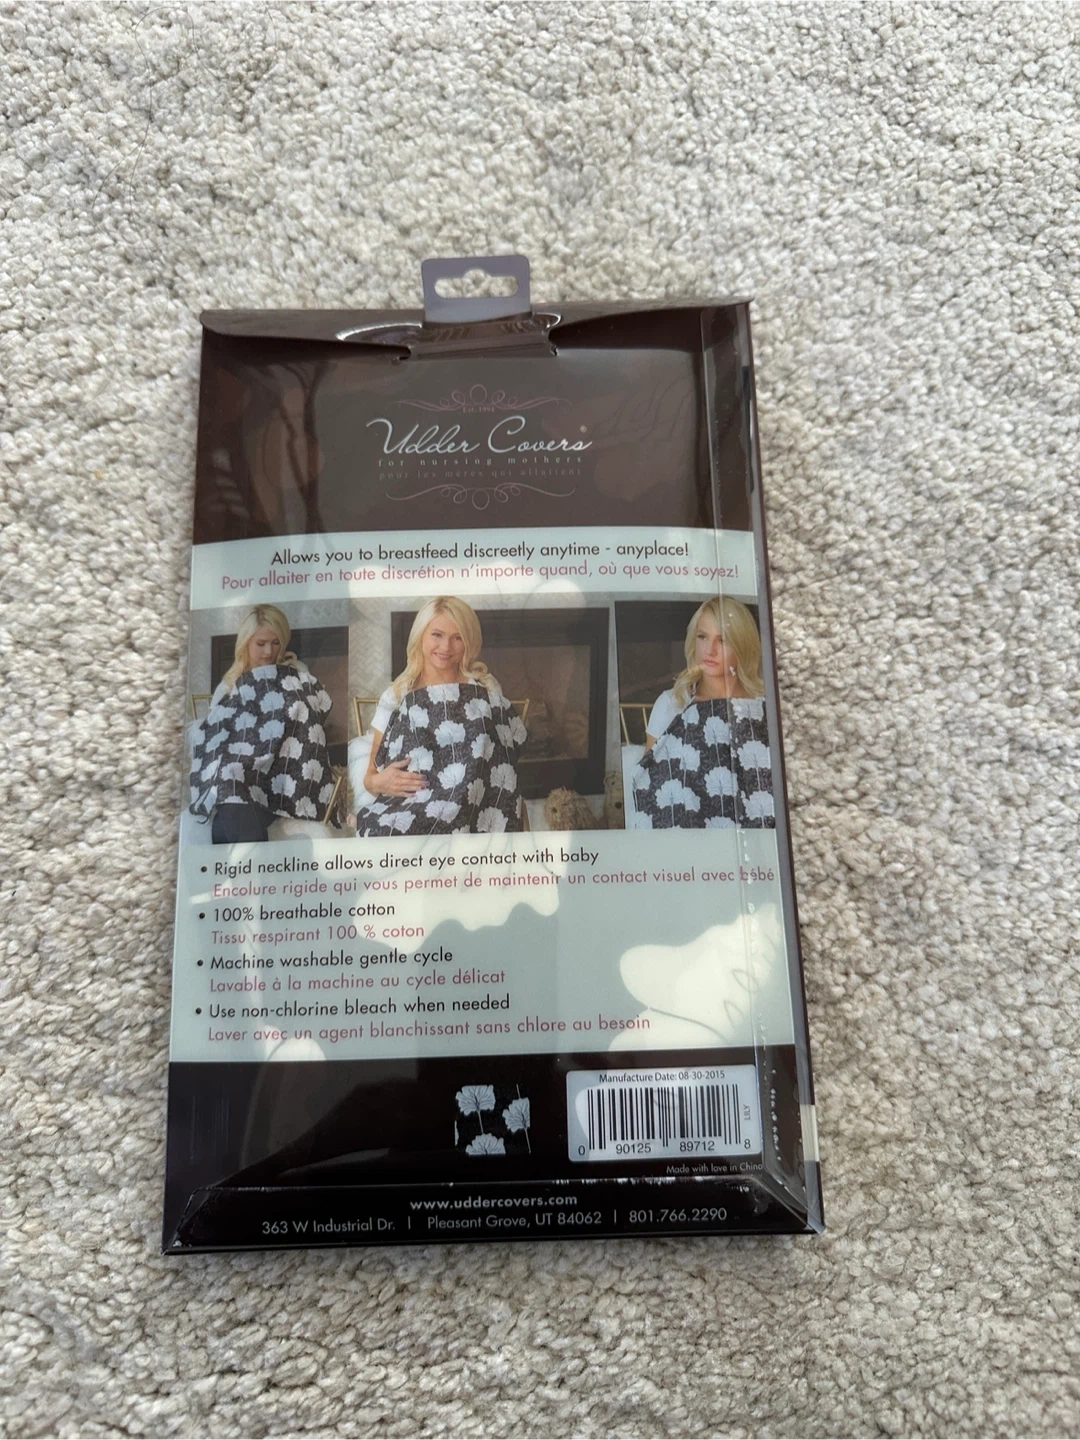 Est. 1994
Udder Covers®
for nursing mothers
pour les mères qui allaitent
Allows you to breastfeed discreetly anytime - anyplace!
Pour allaiter en toute discrétion n'importe quand, où que vous soyez!
• Rigid neckline allows direct eye contact with baby
Encolure rigide qui vous permet de maintenir un contact visuel avec bébé
• 100% breathable cotton
Tissu respirant 100 % coton
• Machine washable gentle cycle
Lavable à la machine au cycle délicat
• Use non-chlorine bleach when needed
Laver avec un agent blanchissant sans chlore au besoin
Manufacture Date: 08-30-2015
LILY
0 90125 89712 8
Made with love in China
www.uddercovers.com
363 W Industrial Dr. | Pleasant Grove, UT 84062 | 801.766.2290